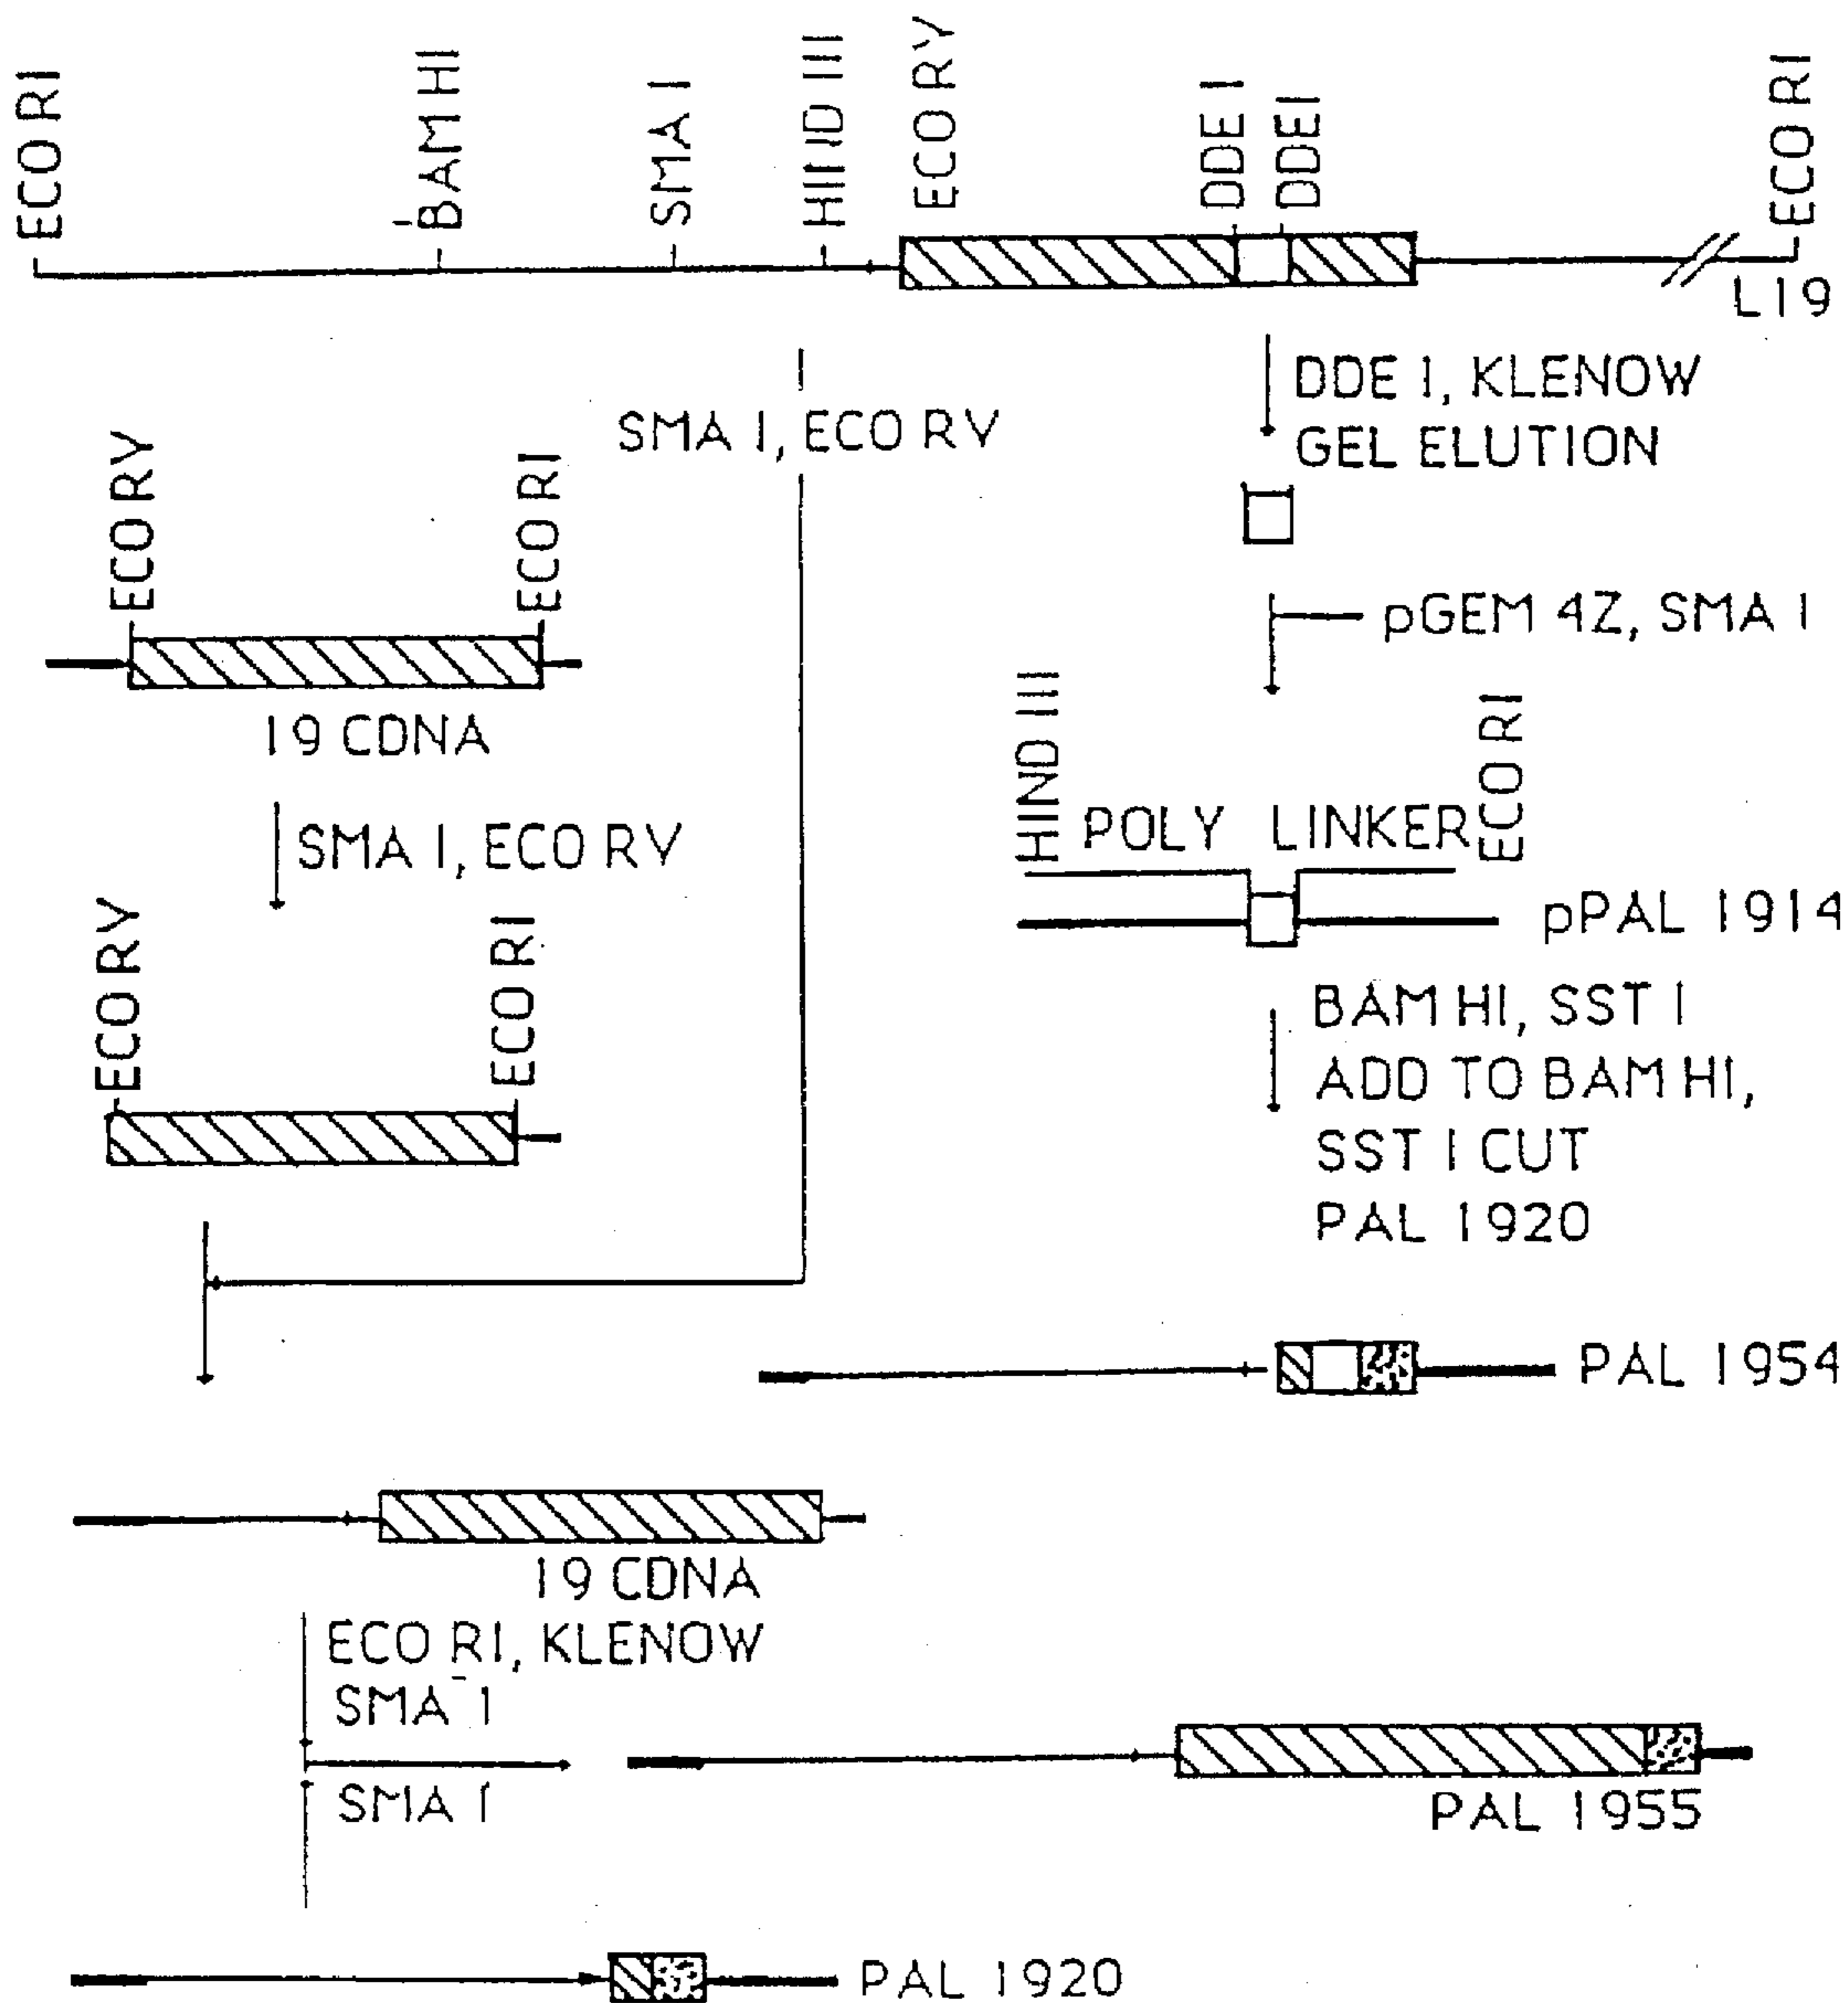 ECO RI
BAM HI
SMA I
HIND III
ECO RV
DDE I
DDE I
ECO RI
L19
DDE I, KLENOW
GEL ELUTION
SMA I, ECO RV
ECO RV
ECO RI
19 CDNA
pGEM 4Z, SMA I
SMA I, ECO RV
HIND III
POLY LINKER
ECO RI
pPAL 1914
ECO RV
ECO RI
BAM HI, SST I
ADD TO BAM HI,
SST I CUT
PAL 1920
PAL 1954
19 CDNA
ECO RI, KLENOW
SMA I
SMA I
PAL 1955
PAL 1920